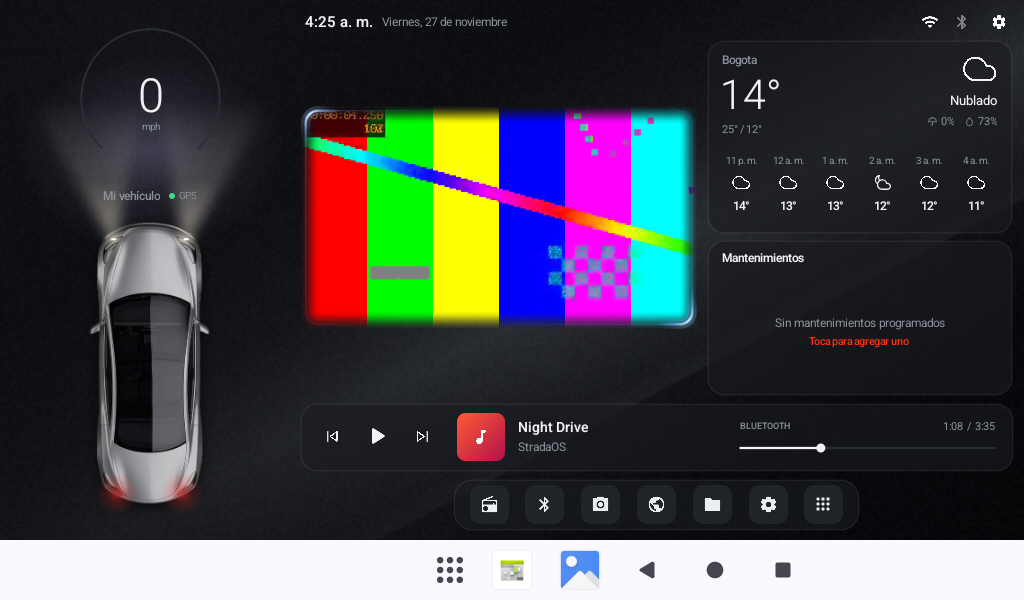 4:25 a. m. Viernes, 27 de noviembre
0
mph
Mi vehículo GPS
Bogota
14°
25° / 12°
Nublado
0% 73%
11 p. m. 12 a. m. 1 a. m. 2 a. m. 3 a. m. 4 a. m.
14° 13° 13° 12° 12° 11°
Mantenimientos
Sin mantenimientos programados
Toca para agregar uno
Night Drive
StradaOS
BLUETOOTH
1:08 / 3:35